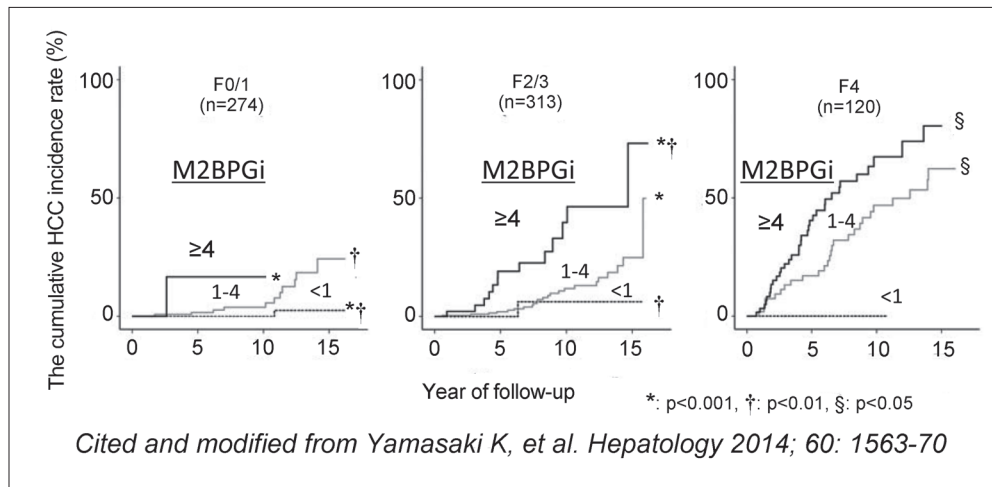 The cumulative HCC incidence rate (%)
100
50
0
F0/1
(n=274)
M2BPGi
≥4
*
1-4
†
<1
*†
0 5 10 15
100
50
0
F2/3
(n=313)
M2BPGi
≥4
*†
*
1-4
<1
†
0 5 10 15
100
50
0
F4
(n=120)
M2BPGi
≥4
§
1-4
§
<1
0 5 10 15
Year of follow-up
*: p<0.001, †: p<0.01, §: p<0.05
Cited and modified from Yamasaki K, et al. Hepatology 2014; 60: 1563-70